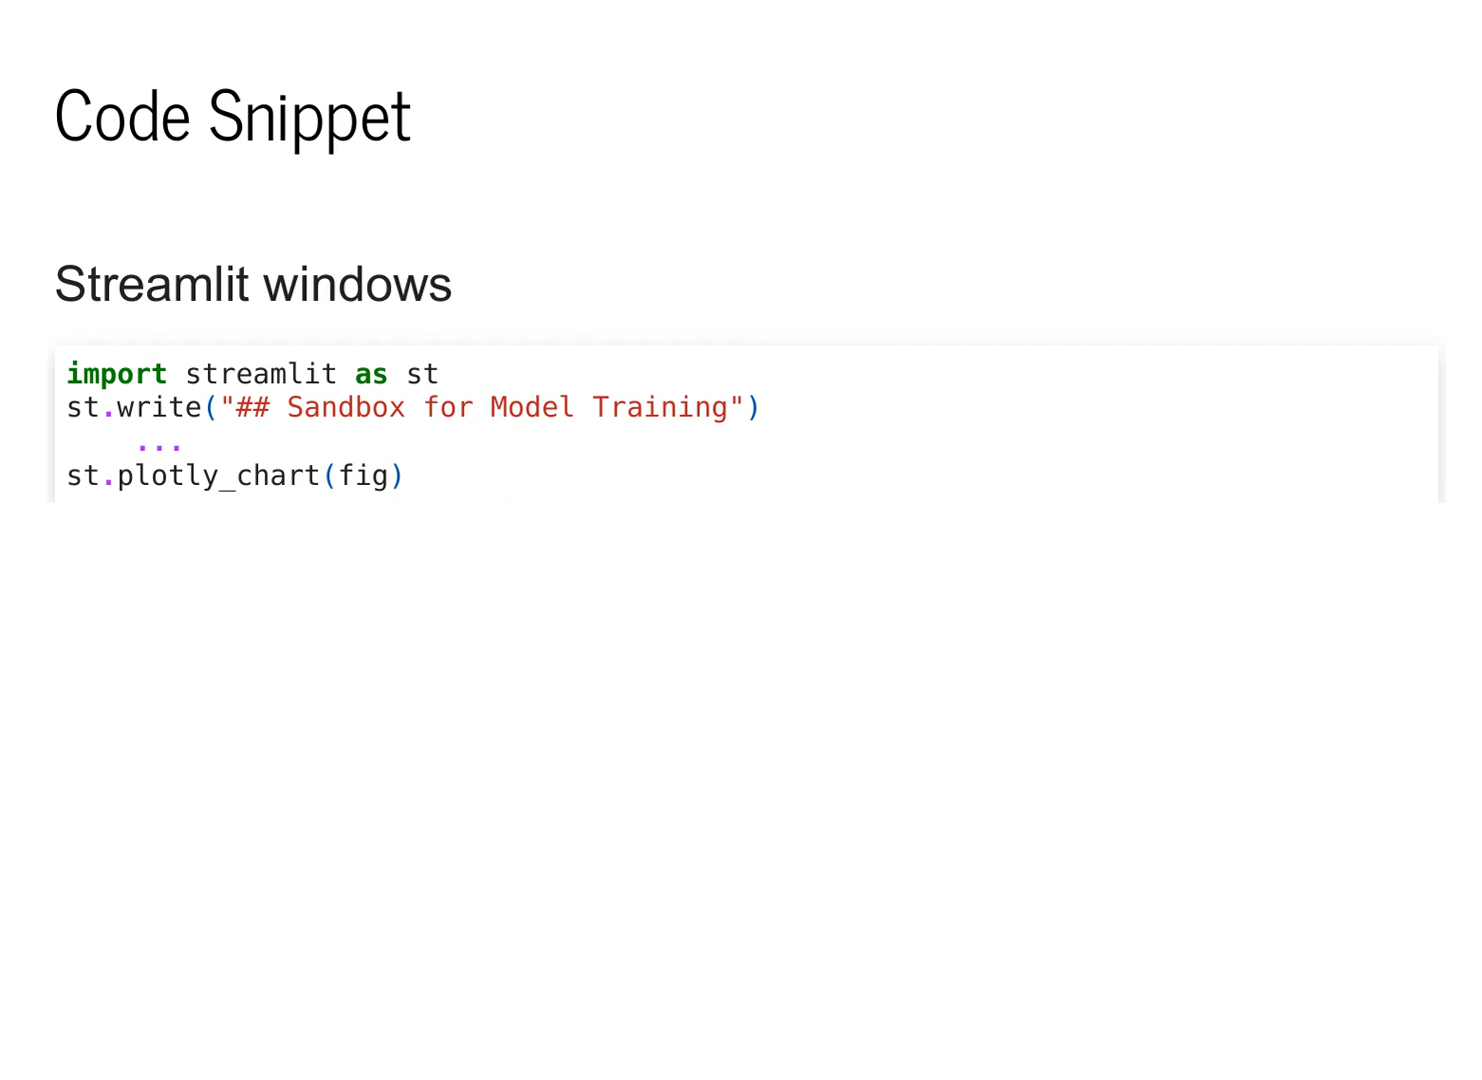 Code Snippet
Streamlit windows
import streamlit as st
st.write("## Sandbox for Model Training")
    ...
st.plotly_chart(fig)